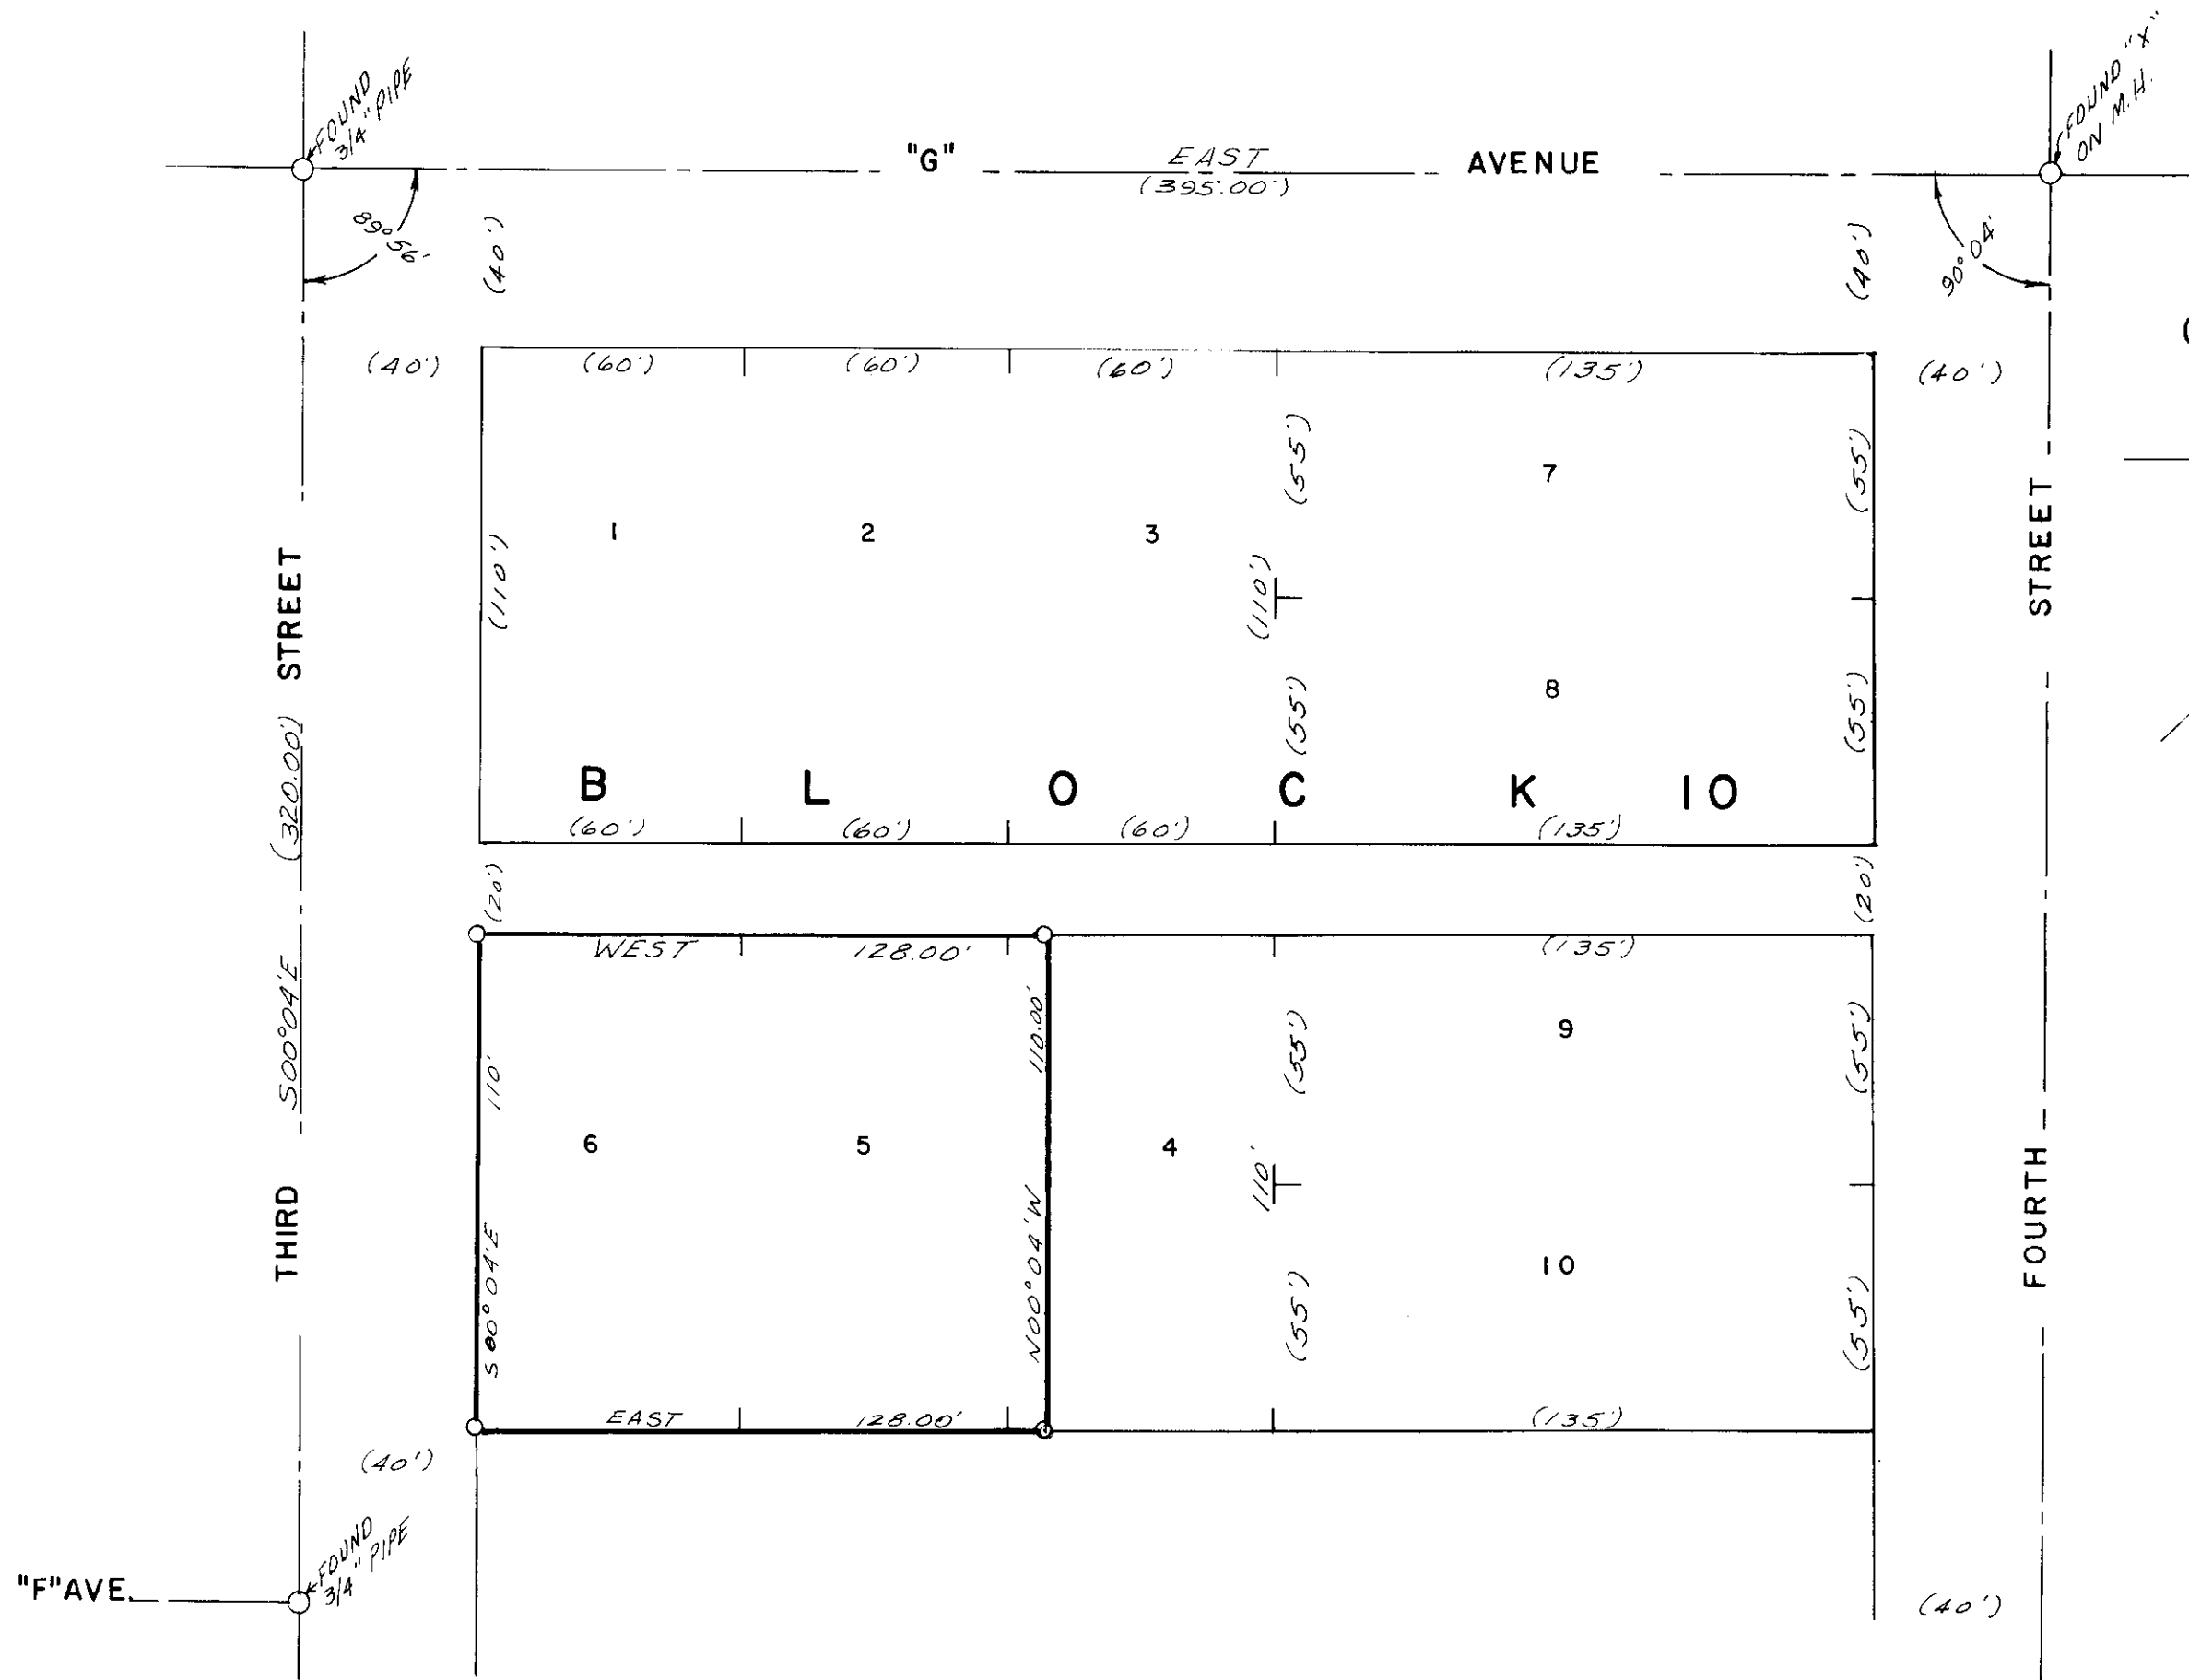 FOUND
3/4" PIPE
FOUND "X"
ON M.H.
"G" EAST AVENUE
(395.00')
89°56'
(40')
(40')
90°04'
(40') (60') (60') (60') (135') (40')
(55')
(55')
7
1 2 3
(110')
(110')
8
(55')
(55')
STREET
STREET
BLOCK 10
(60') (60') (60') (135')
(320.00')
(20')
(20')
WEST 128.00' (135')
S00°04'E
110'
110.00'
(55')
9
(55')
6 5 4
110'
10
THIRD
S00°04'E
N00°04'W
(55')
(55')
FOURTH
EAST 128.00' (135')
(40')
FOUND
3/4" PIPE
"F" AVE.
(40')